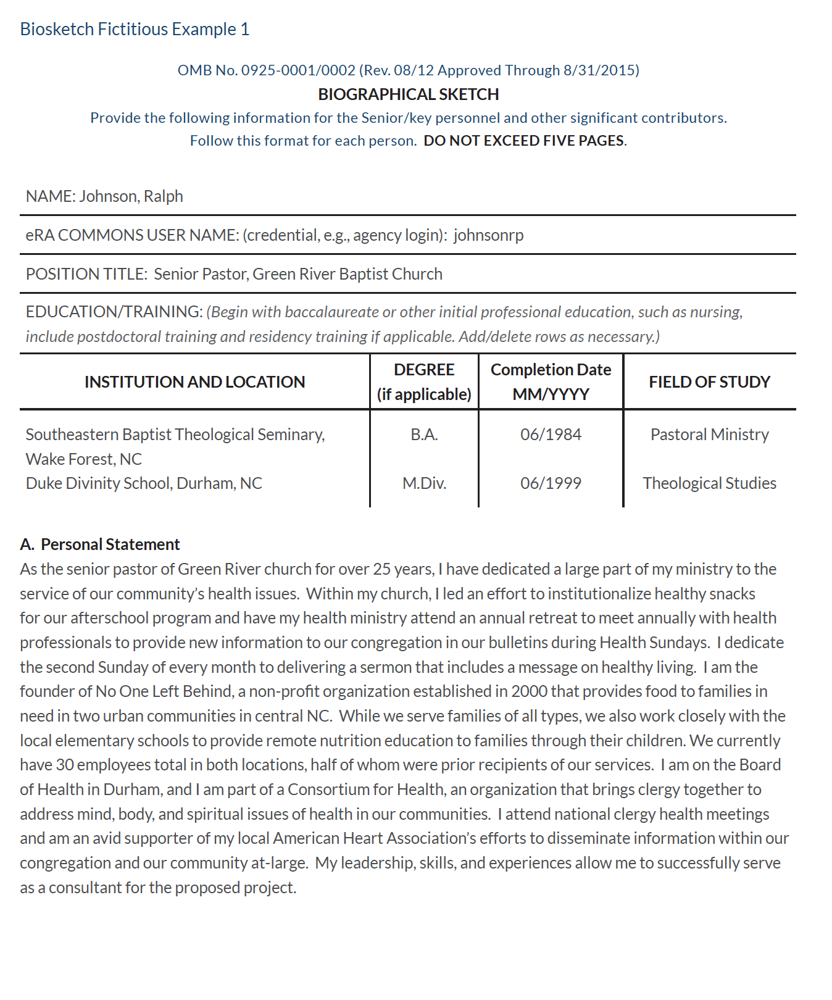 Biosketch Fictitious Example 1
OMB No. 0925-0001/0002 (Rev. 08/12 Approved Through 8/31/2015)
BIOGRAPHICAL SKETCH
Provide the following information for the Senior/key personnel and other significant contributors.
Follow this format for each person.  DO NOT EXCEED FIVE PAGES.
NAME: Johnson, Ralph
eRA COMMONS USER NAME: (credential, e.g., agency login):  johnsonrp
POSITION TITLE:  Senior Pastor, Green River Baptist Church
EDUCATION/TRAINING: (Begin with baccalaureate or other initial professional education, such as nursing,
include postdoctoral training and residency training if applicable. Add/delete rows as necessary.)
INSTITUTION AND LOCATION
DEGREE
(if applicable)
Completion Date
MM/YYYY
FIELD OF STUDY
Southeastern Baptist Theological Seminary,
Wake Forest, NC
B.A.
06/1984
Pastoral Ministry
Duke Divinity School, Durham, NC
M.Div.
06/1999
Theological Studies
A.  Personal Statement
As the senior pastor of Green River church for over 25 years, I have dedicated a large part of my ministry to the
service of our community’s health issues.  Within my church, I led an effort to institutionalize healthy snacks
for our afterschool program and have my health ministry attend an annual retreat to meet annually with health
professionals to provide new information to our congregation in our bulletins during Health Sundays.  I dedicate
the second Sunday of every month to delivering a sermon that includes a message on healthy living.  I am the
founder of No One Left Behind, a non-profit organization established in 2000 that provides food to families in
need in two urban communities in central NC.  While we serve families of all types, we also work closely with the
local elementary schools to provide remote nutrition education to families through their children. We currently
have 30 employees total in both locations, half of whom were prior recipients of our services.  I am on the Board
of Health in Durham, and I am part of a Consortium for Health, an organization that brings clergy together to
address mind, body, and spiritual issues of health in our communities.  I attend national clergy health meetings
and am an avid supporter of my local American Heart Association’s efforts to disseminate information within our
congregation and our community at-large.  My leadership, skills, and experiences allow me to successfully serve
as a consultant for the proposed project.